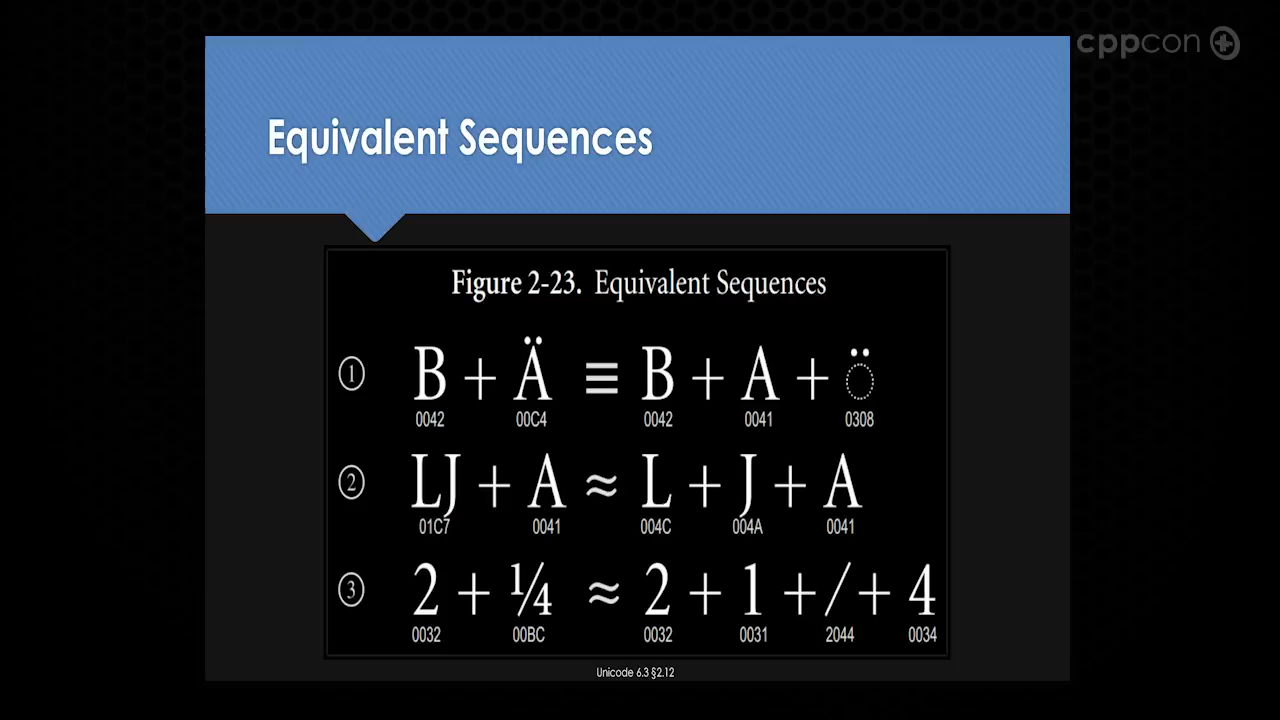 cppcon
Equivalent Sequences
Figure 2-23. Equivalent Sequences
① B + Ä ≡ B + A + ◌̈
0042 00C4 0042 0041 0308
② LJ + A ≈ L + J + A
01C7 0041 004C 004A 0041
③ 2 + ¼ ≈ 2 + 1 + ⁄ + 4
0032 00BC 0032 0031 2044 0034
Unicode 6.3 §2.12